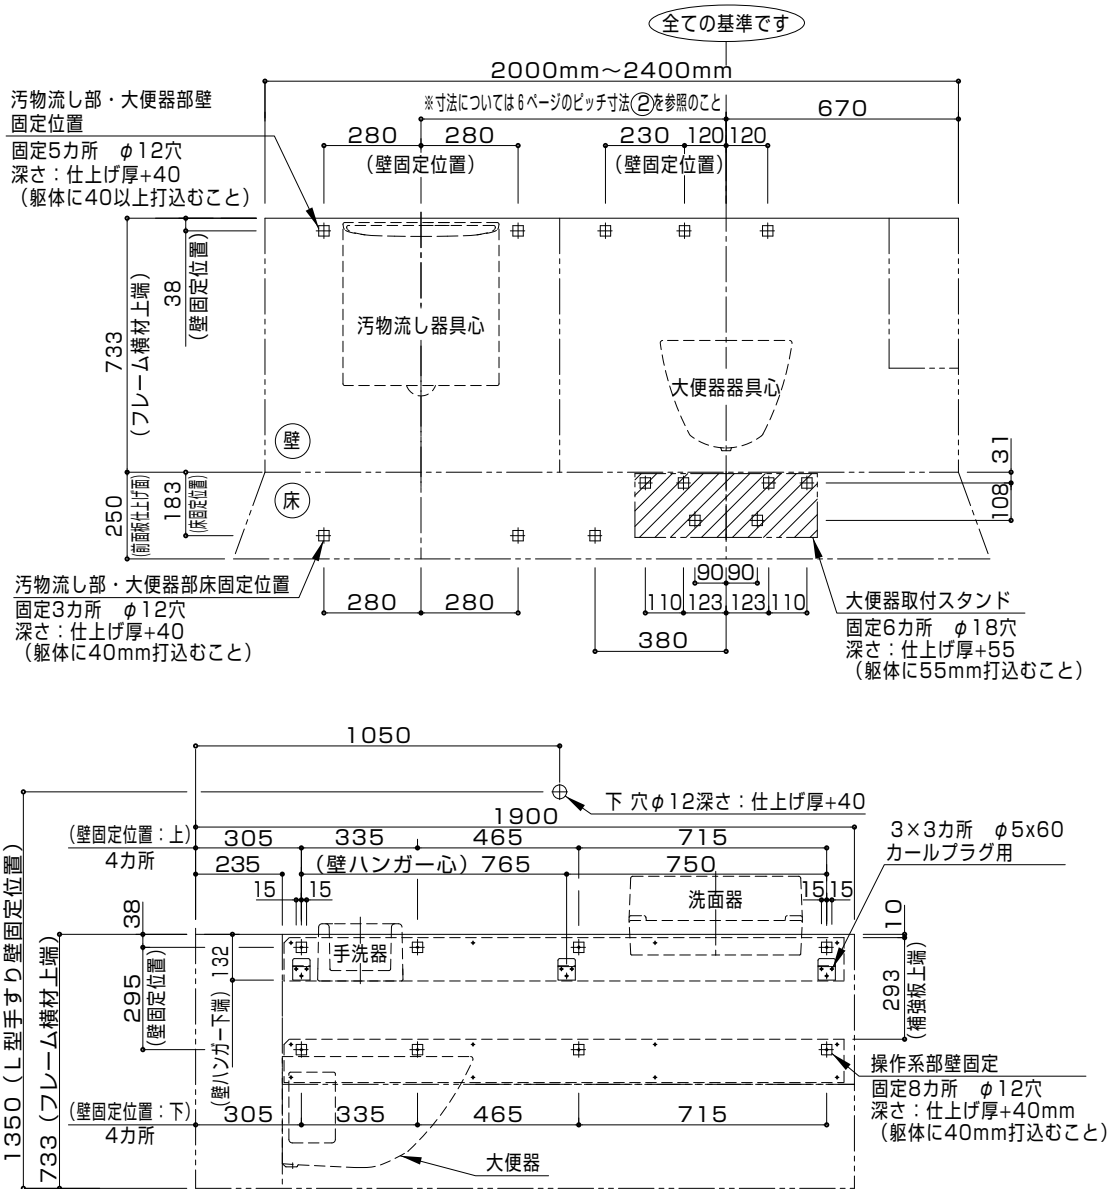 全ての基準です
2000mm～2400mm
※寸法については6ページのピッチ寸法②を参照のこと
670
汚物流し部・大便器部壁
固定位置
固定5カ所　φ12穴
深さ：仕上げ厚+40
（躯体に40以上打込むこと）
280
280
（壁固定位置）
230
120
120
（壁固定位置）
38
（壁固定位置）
733
（フレーム横材上端）
汚物流し器具心
大便器器具心
壁
床
31
108
250
（前面板仕上げ面）
183
（床固定位置）
汚物流し部・大便器部床固定位置
固定3カ所　φ12穴
深さ：仕上げ厚+40
（躯体に40mm打込むこと）
280
280
90
90
110
123
123
110
380
大便器取付スタンド
固定6カ所　φ18穴
深さ：仕上げ厚+55
（躯体に55mm打込むこと）
1050
下 穴φ12深さ：仕上げ厚+40
1900
（壁固定位置：上）
4カ所
305
335
465
715
3×3カ所　φ5x60
カールプラグ用
235
（壁ハンガー心）
765
750
15
15
15
15
洗面器
手洗器
38
10
132
（壁ハンガー下端）
295
（壁固定位置）
293
（補強板上端）
1350（L型手すり壁固定位置）
733（フレーム横材上端）
操作系部壁固定
固定8カ所　φ12穴
深さ：仕上げ厚+40mm
（躯体に40mm打込むこと）
（壁固定位置：下）
4カ所
305
335
465
715
大便器